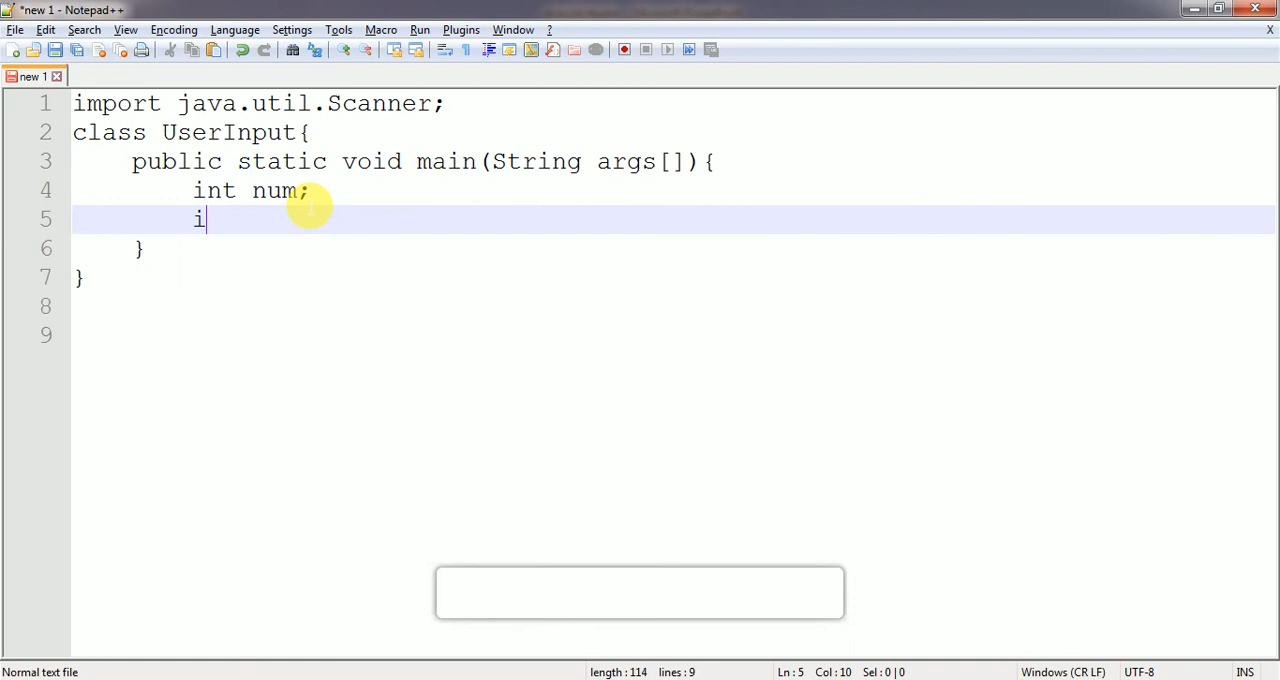 *new 1 - Notepad++
File Edit Search View Encoding Language Settings Tools Macro Run Plugins Window ? X
new 1
1 import java.util.Scanner;
2 class UserInput{
3 public static void main(String args[]){
4 int num;
5 i
6 }
7 }
8
9
Normal text file length : 114 lines : 9 Ln : 5 Col : 10 Sel : 0 | 0 Windows (CR LF) UTF-8 INS